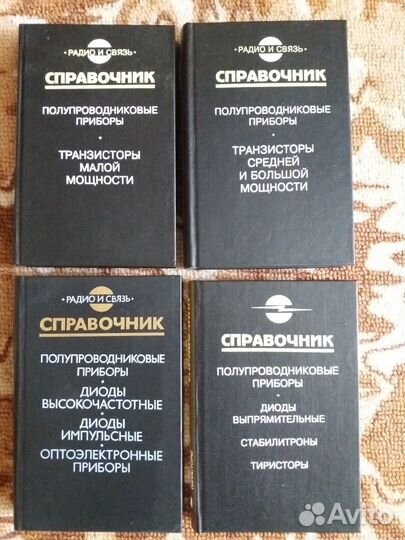 • РАДИО И СВЯЗЬ •
СПРАВОЧНИК
ПОЛУПРОВОДНИКОВЫЕ
ПРИБОРЫ
•
ТРАНЗИСТОРЫ
МАЛОЙ
МОЩНОСТИ
• РАДИО И СВЯЗЬ •
СПРАВОЧНИК
ПОЛУПРОВОДНИКОВЫЕ
ПРИБОРЫ
•
ТРАНЗИСТОРЫ
СРЕДНЕЙ
И БОЛЬШОЙ
МОЩНОСТИ
• РАДИО И СВЯЗЬ •
СПРАВОЧНИК
ПОЛУПРОВОДНИКОВЫЕ
ПРИБОРЫ
•
ДИОДЫ
ВЫСОКОЧАСТОТНЫЕ
•
ДИОДЫ
ИМПУЛЬСНЫЕ
•
ОПТОЭЛЕКТРОННЫЕ
ПРИБОРЫ
СПРАВОЧНИК
ПОЛУПРОВОДНИКОВЫЕ
ПРИБОРЫ
•
ДИОДЫ
ВЫПРЯМИТЕЛЬНЫЕ
•
СТАБИЛИТРОНЫ
•
ТИРИСТОРЫ
Avito